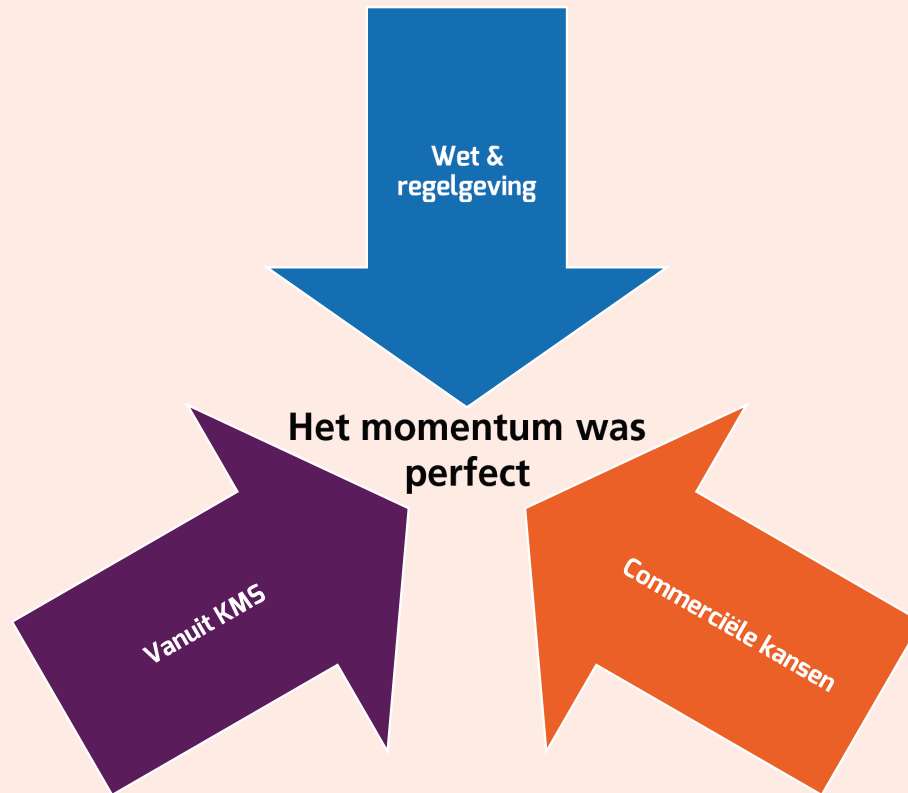 Wet &
regelgeving
Het momentum was
perfect
Vanuit KMS
Commerciële kansen